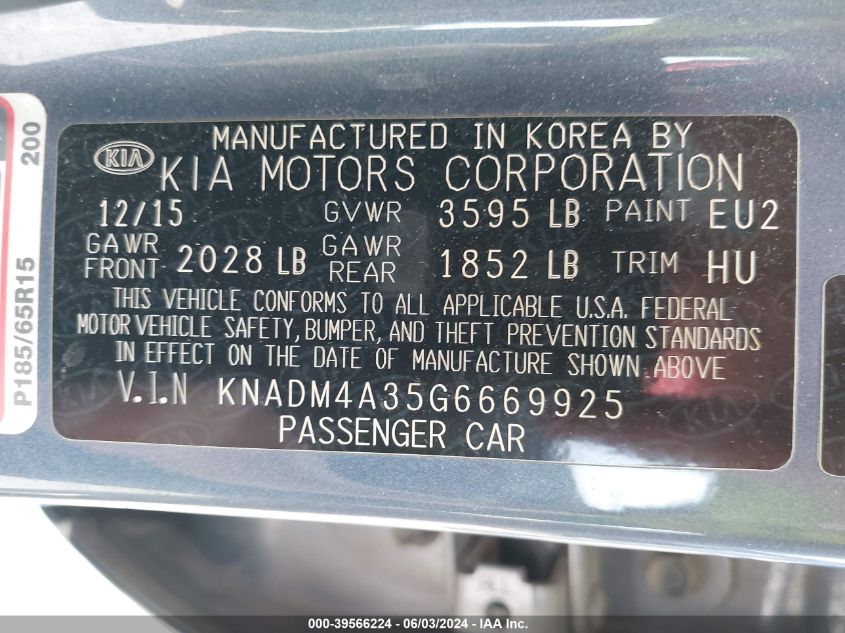 MANUFACTURED IN KOREA BY
KIA KIA MOTORS CORPORATION
12/15 GVWR 3595 LB PAINT EU2
GAWR FRONT 2028 LB GAWR REAR 1852 LB TRIM HU
THIS VEHICLE CONFORMS TO ALL APPLICABLE U.S.A. FEDERAL
MOTOR VEHICLE SAFETY, BUMPER, AND THEFT PREVENTION STANDARDS
IN EFFECT ON THE DATE OF MANUFACTURE SHOWN ABOVE
V.I.N KNADM4A35G6669925
PASSENGER CAR
P185/65R15 200
000-39566224 - 06/03/2024 - IAA Inc.